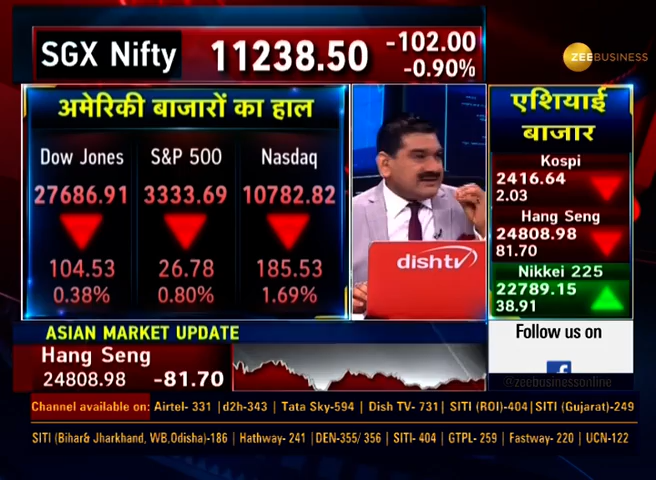 SGX Nifty
11238.50
-102.00
-0.90%
ZEEBUSINESS
अमेरिकी बाजारों का हाल
Dow Jones
S&P 500
Nasdaq
27686.91
3333.69
10782.82
104.53
26.78
185.53
0.38%
0.80%
1.69%
dishtv
एशियाई
बाजार
Kospi
2416.64
2.03
Hang Seng
24808.98
81.70
Nikkei 225
22789.15
38.91
ASIAN MARKET UPDATE
Hang Seng
24808.98 -81.70
Follow us on
@zeebusinessonline
Channel available on: Airtel- 331 | d2h-343 | Tata Sky-594 | Dish TV- 731| SITI (ROI)-404| SITI (Gujarat)-249
SITI (Bihar& Jharkhand, WB,Odisha)-186 | Hathway- 241 |DEN-355/ 356 | SITI- 404 | GTPL- 259 | Fastway- 220 | UCN-122